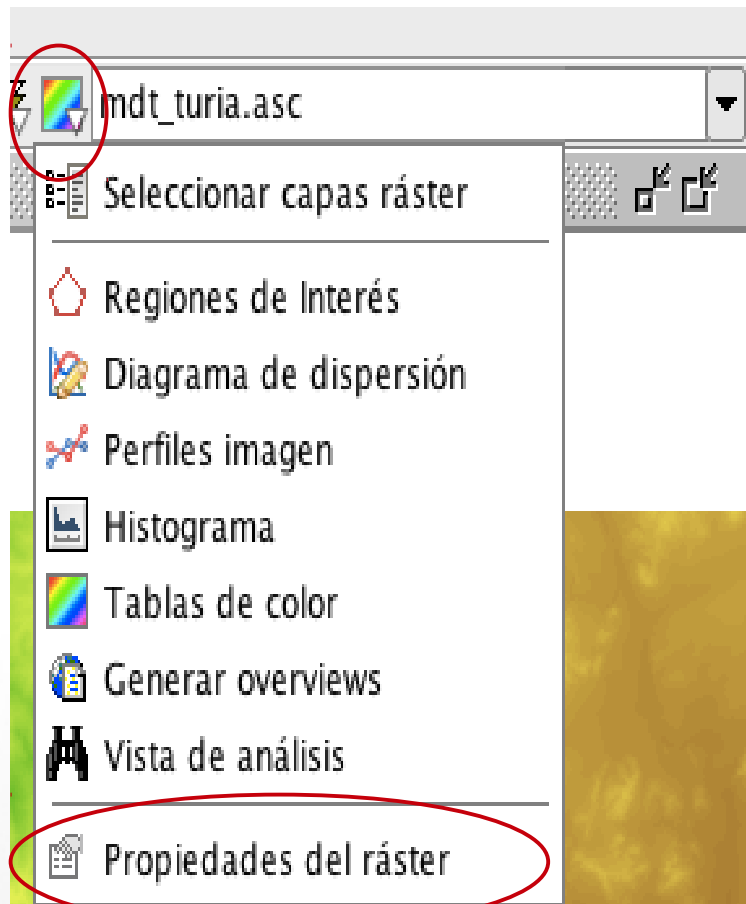 mdt_turia.asc
Seleccionar capas ráster
Regiones de Interés
Diagrama de dispersión
Perfiles imagen
Histograma
Tablas de color
Generar overviews
Vista de análisis
Propiedades del ráster